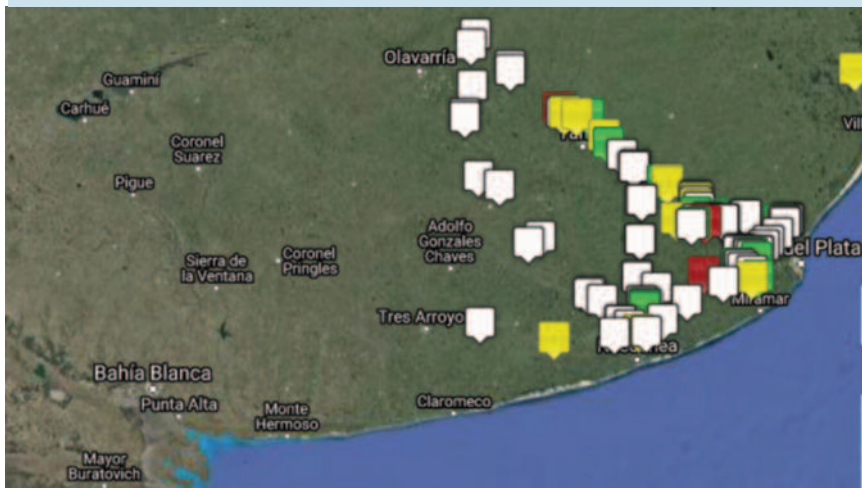 Olavarría
Guaminí
Carhué
Coronel
Suarez
Pigue
Adolfo
Gonzales
Chaves
Sierra de
la Ventana
Coronel
Pringles
del Plata
Tres Arroyo
Miramar
Bahía Blanca
Punta Alta
Monte
Hermoso
Claromeco
Mayor
Buratovich